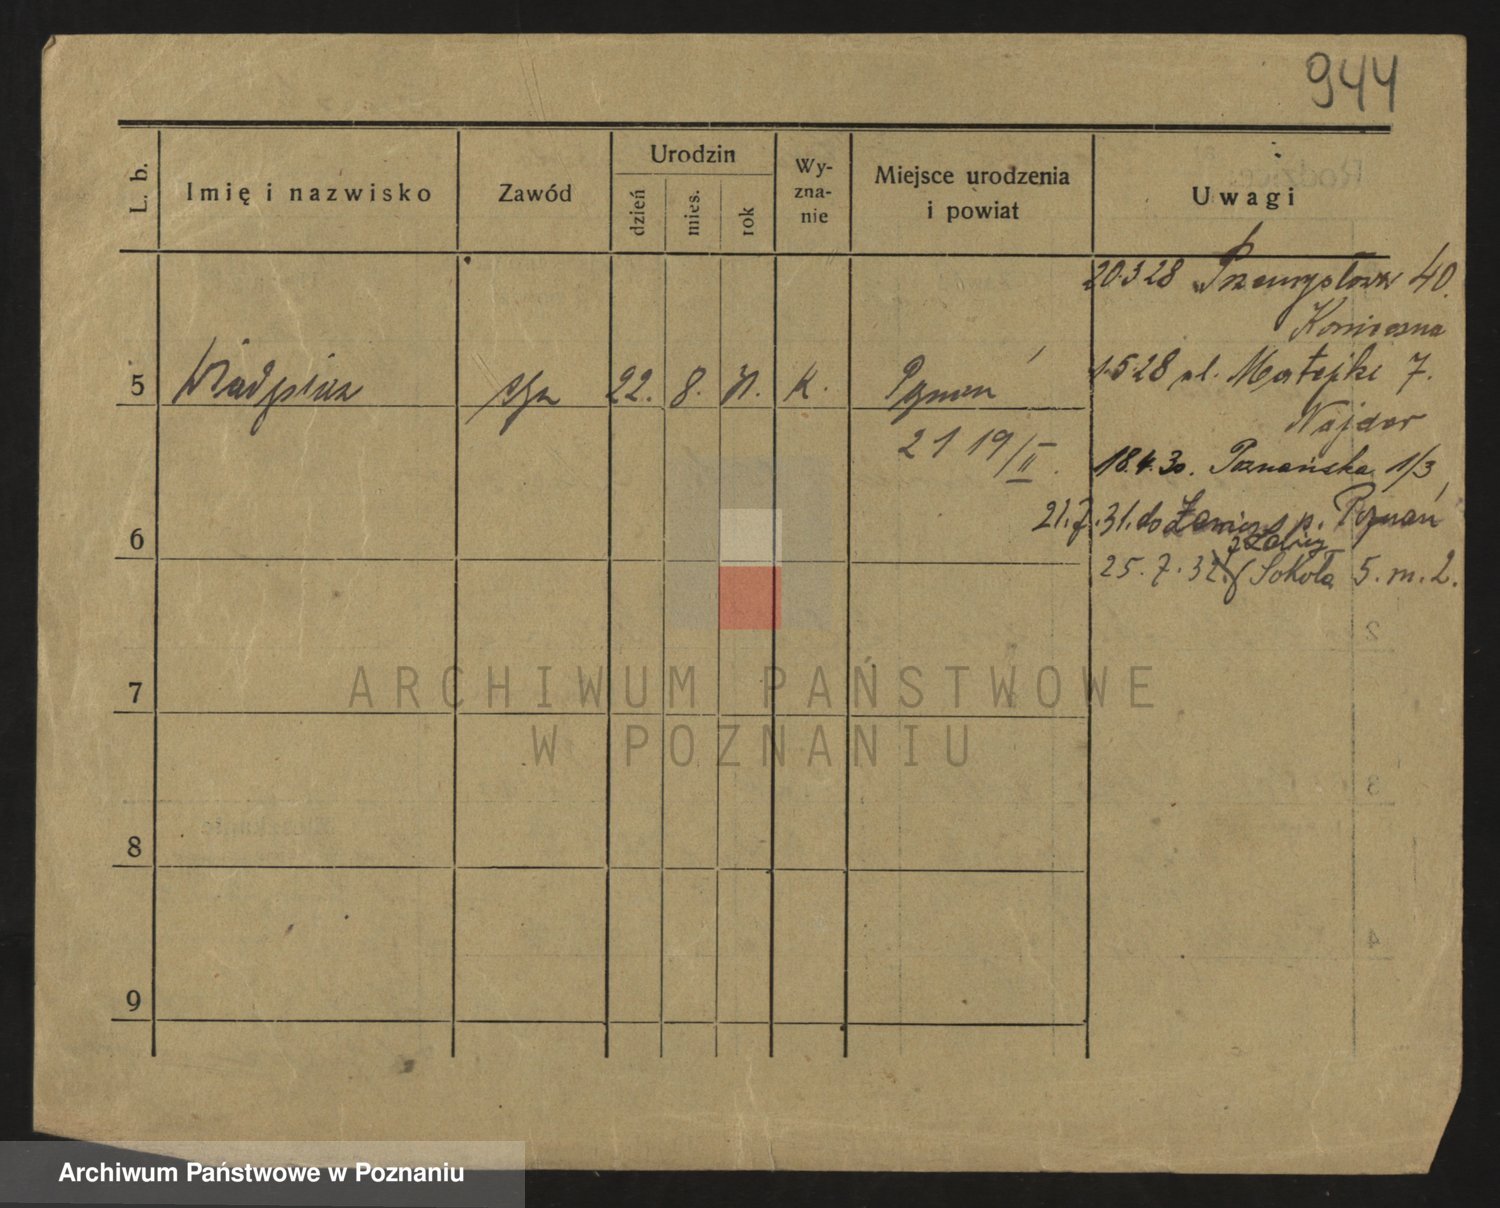 944
L. b.
Imię i nazwisko
Zawód
Urodzin
dzień
mies.
rok
Wy-
zna-
nie
Miejsce urodzenia
i powiat
Uwagi
20.3.28 Przemysłowa 40.
Konieczna
5 22. 8. 11. K. Poznań
1.5.28 pl. Matejki 7.
Najder
21 19/II.
18.4.30. Poznańska 1/3
21.7.31. do p. Poznań
6
25.7.32. Sokoła 5. m. 2.
7
8
9
ARCHIWUM PAŃSTWOWE
W POZNANIU
Archiwum Państwowe w Poznaniu